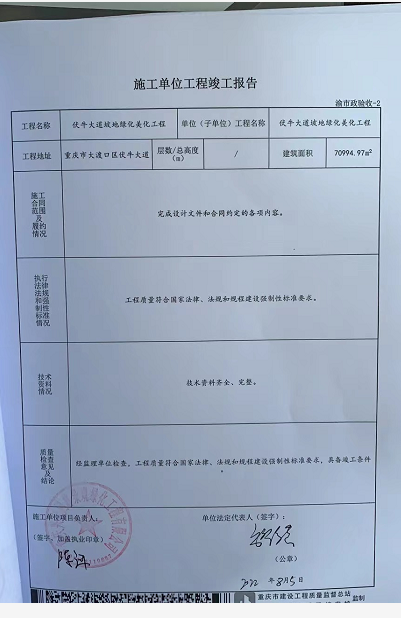 施工单位工程竣工报告
渝市政验收-2
工程名称 伏牛大道坡地绿化美化工程 单位（子单位）工程名称 伏牛大道坡地绿化美化工程
工程地址 重庆市大渡口区伏牛大道 层数/总高度（m） / 建筑面积 70994.97m²
施工合同范围及履约情况
完成设计文件和合同约定的各项内容。
执行法律法规和强制性标准情况
工程质量符合国家法律、法规和规程建设强制性标准要求。
技术资料情况
技术资料齐全、完整。
质量检查意见及结论
经监理单位检查，工程质量符合国家法律、法规和规程建设强制性标准要求，具备竣工条件
施工单位项目负责人：
（签字、加盖执业印章）
单位法定代表人（签字）：
（公章）
2022 年 8月5日
重庆市建设工程质量监督总站